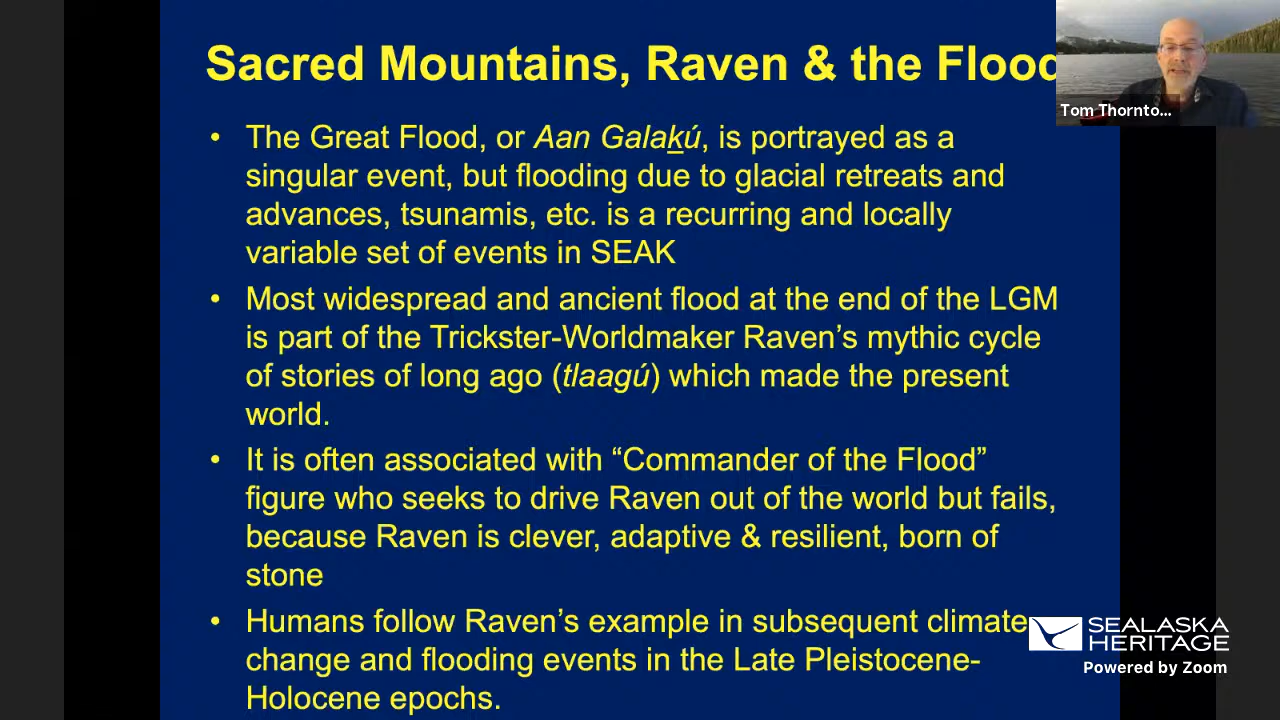 Sacred Mountains, Raven & the Flood
Tom Thornto...
• The Great Flood, or Aan Galaḵú, is portrayed as a
singular event, but flooding due to glacial retreats and
advances, tsunamis, etc. is a recurring and locally
variable set of events in SEAK
• Most widespread and ancient flood at the end of the LGM
is part of the Trickster-Worldmaker Raven’s mythic cycle
of stories of long ago (tlaagú) which made the present
world.
• It is often associated with “Commander of the Flood”
figure who seeks to drive Raven out of the world but fails,
because Raven is clever, adaptive & resilient, born of
stone
• Humans follow Raven’s example in subsequent climate
change and flooding events in the Late Pleistocene-
Holocene epochs.
SEALASKA
HERITAGE
Powered by Zoom